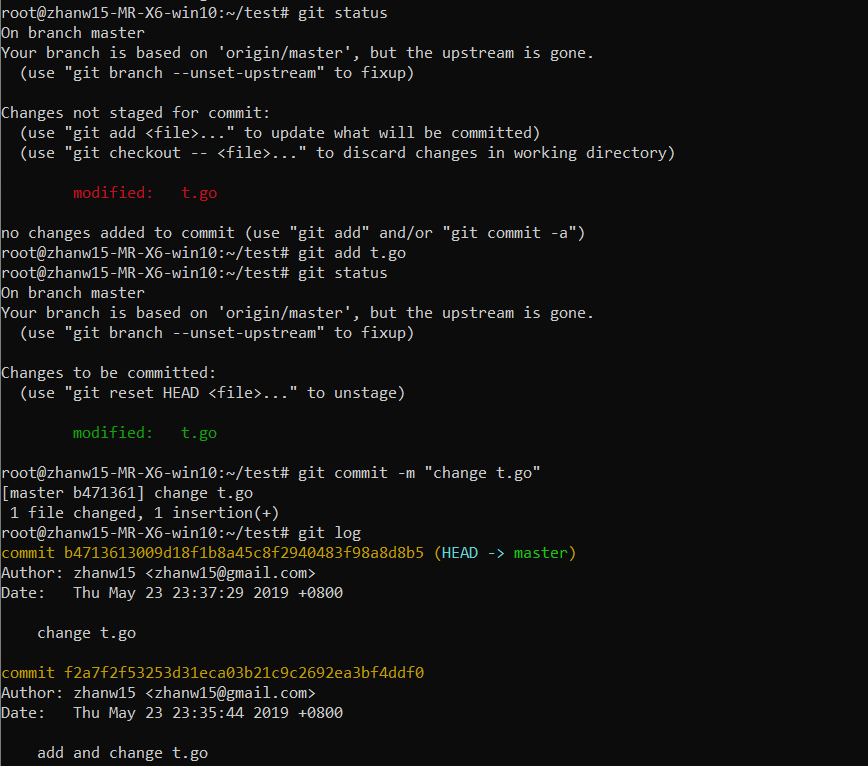 root@zhanw15-MR-X6-win10:~/test# git status
On branch master
Your branch is based on 'origin/master', but the upstream is gone.
  (use "git branch --unset-upstream" to fixup)
Changes not staged for commit:
  (use "git add <file>..." to update what will be committed)
  (use "git checkout -- <file>..." to discard changes in working directory)
        modified:   t.go
no changes added to commit (use "git add" and/or "git commit -a")
root@zhanw15-MR-X6-win10:~/test# git add t.go
root@zhanw15-MR-X6-win10:~/test# git status
On branch master
Your branch is based on 'origin/master', but the upstream is gone.
  (use "git branch --unset-upstream" to fixup)
Changes to be committed:
  (use "git reset HEAD <file>..." to unstage)
        modified:   t.go
root@zhanw15-MR-X6-win10:~/test# git commit -m "change t.go"
[master b471361] change t.go
 1 file changed, 1 insertion(+)
root@zhanw15-MR-X6-win10:~/test# git log
commit b4713613009d18f1b8a45c8f2940483f98a8d8b5 (HEAD -> master)
Author: zhanw15 <zhanw15@gmail.com>
Date:   Thu May 23 23:37:29 2019 +0800
    change t.go
commit f2a7f2f53253d31eca03b21c9c2692ea3bf4ddf0
Author: zhanw15 <zhanw15@gmail.com>
Date:   Thu May 23 23:35:44 2019 +0800
    add and change t.go